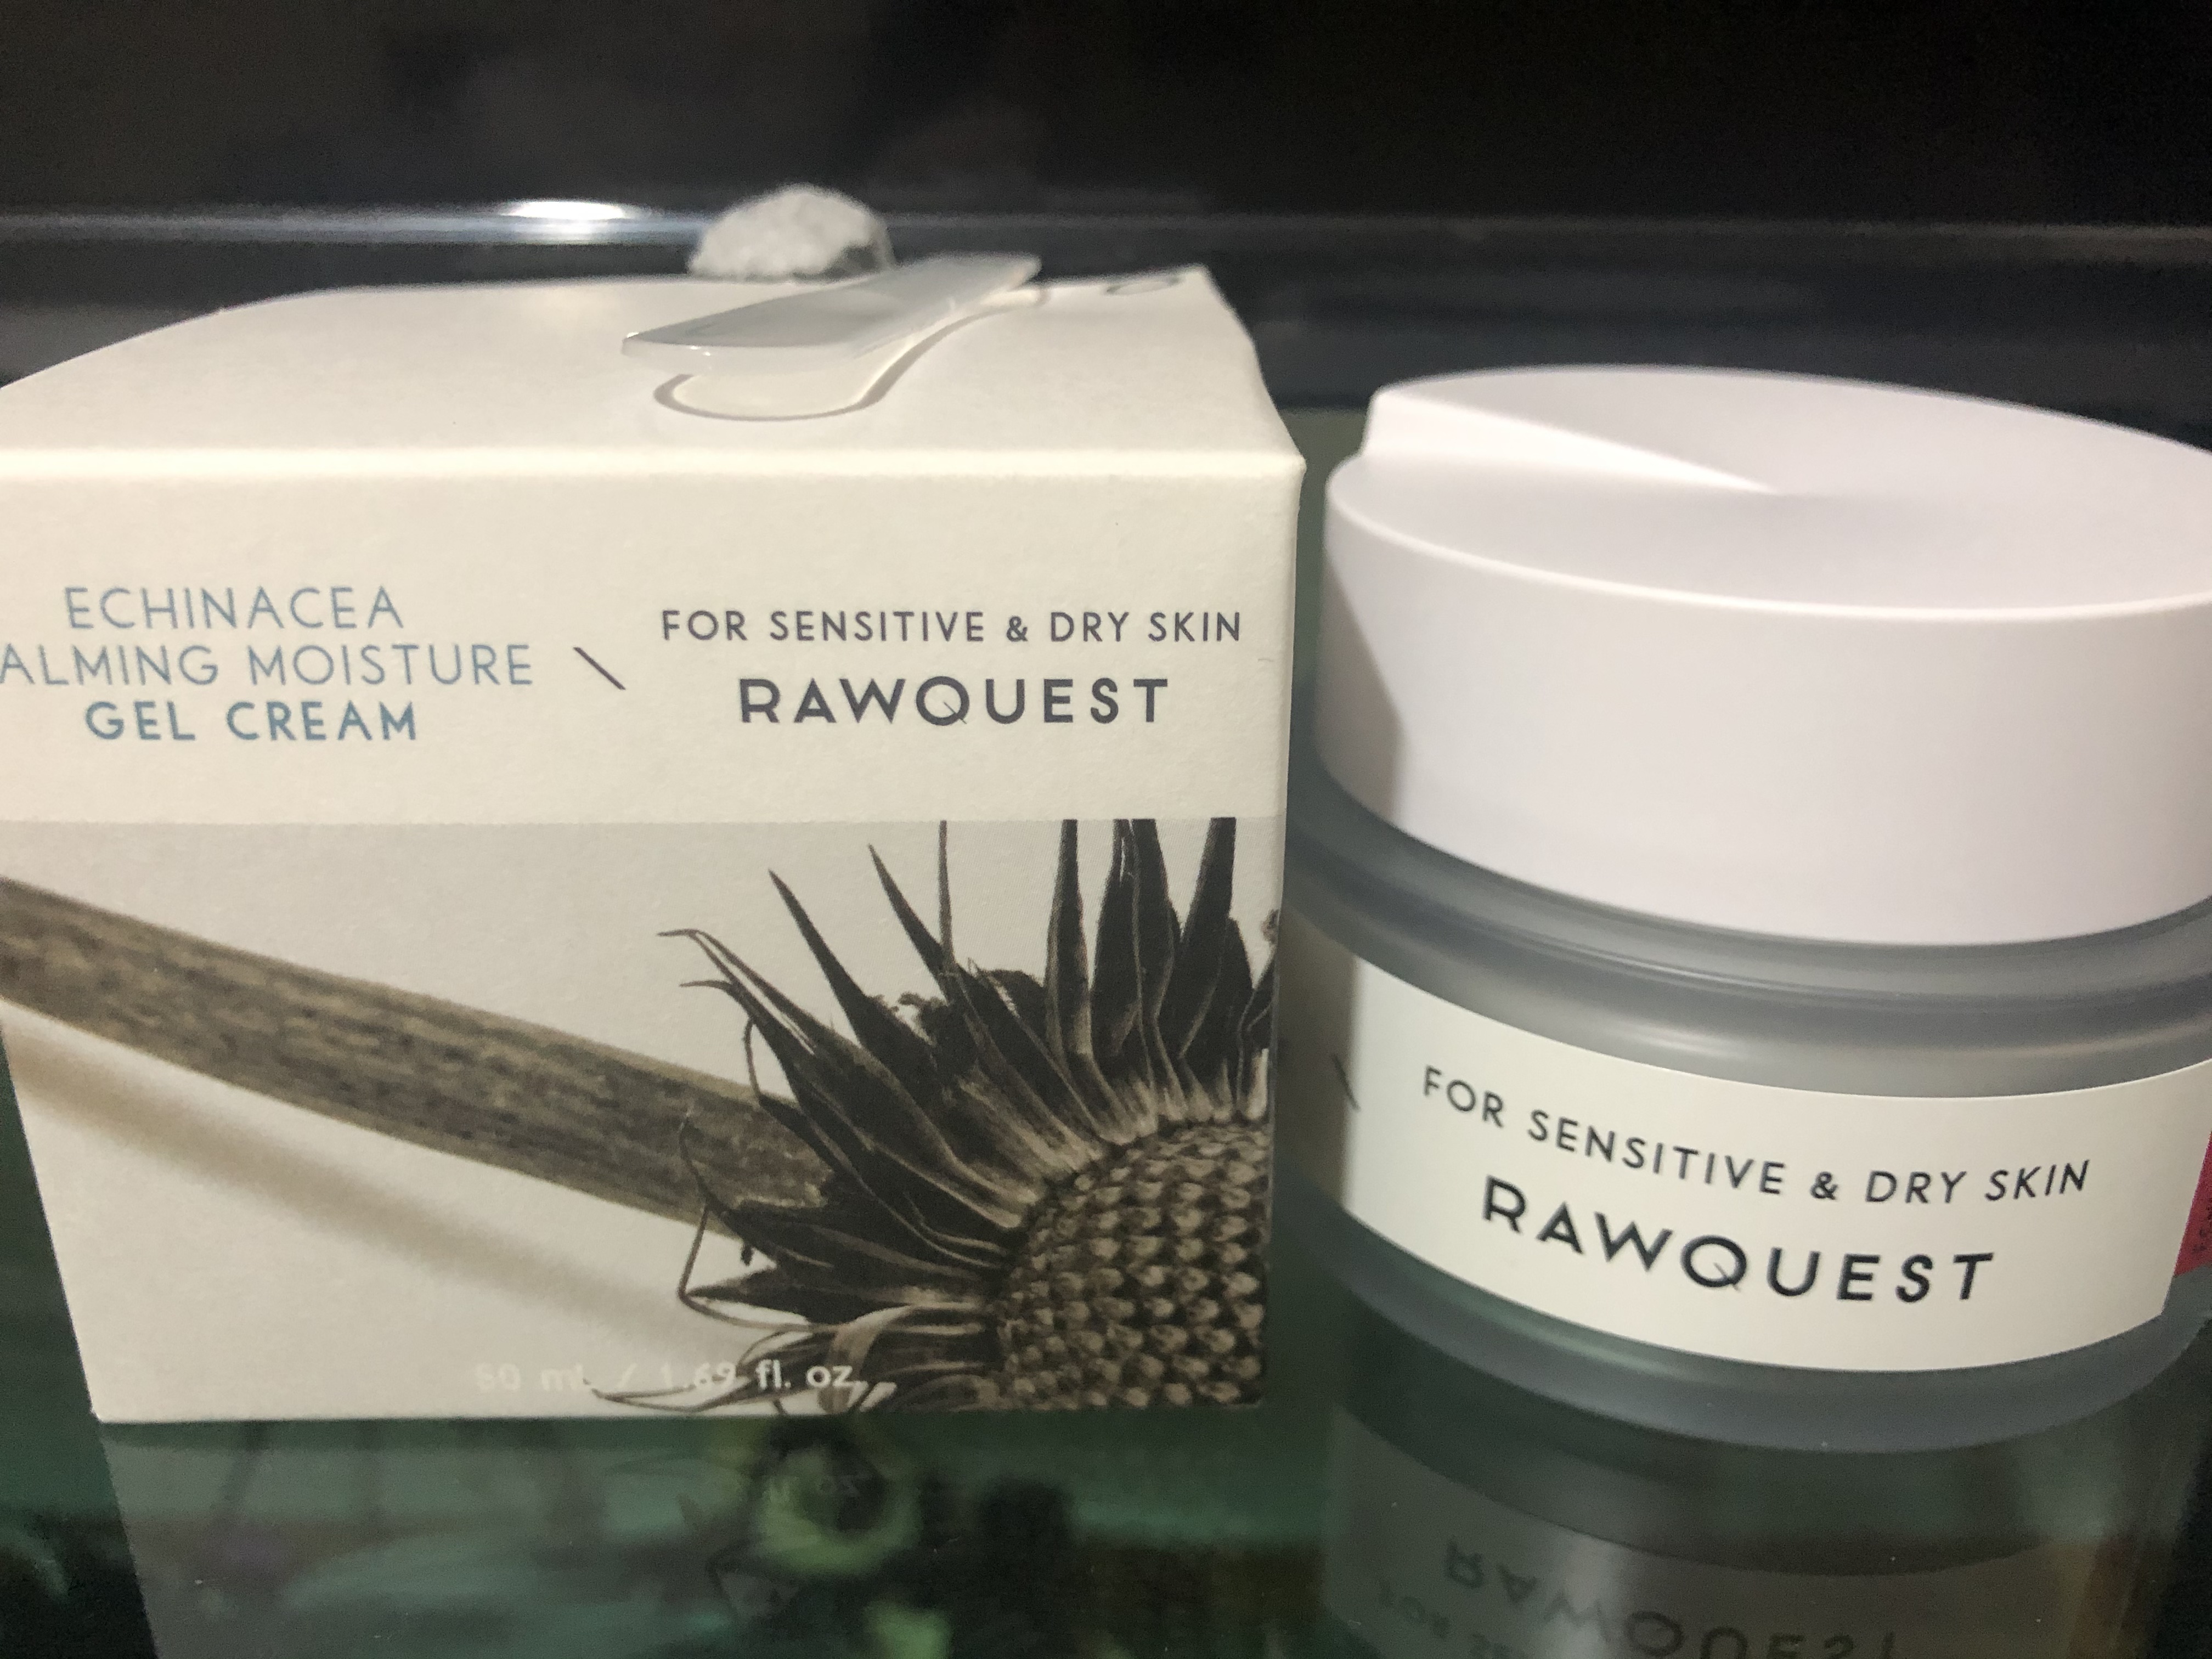 ECHINACEA
ALMING MOISTURE
GEL CREAM
\
FOR SENSITIVE & DRY SKIN
RAWQUEST
50 mL / 1.69 fl. oz.
\
FOR SENSITIVE & DRY SKIN
RAWQUEST